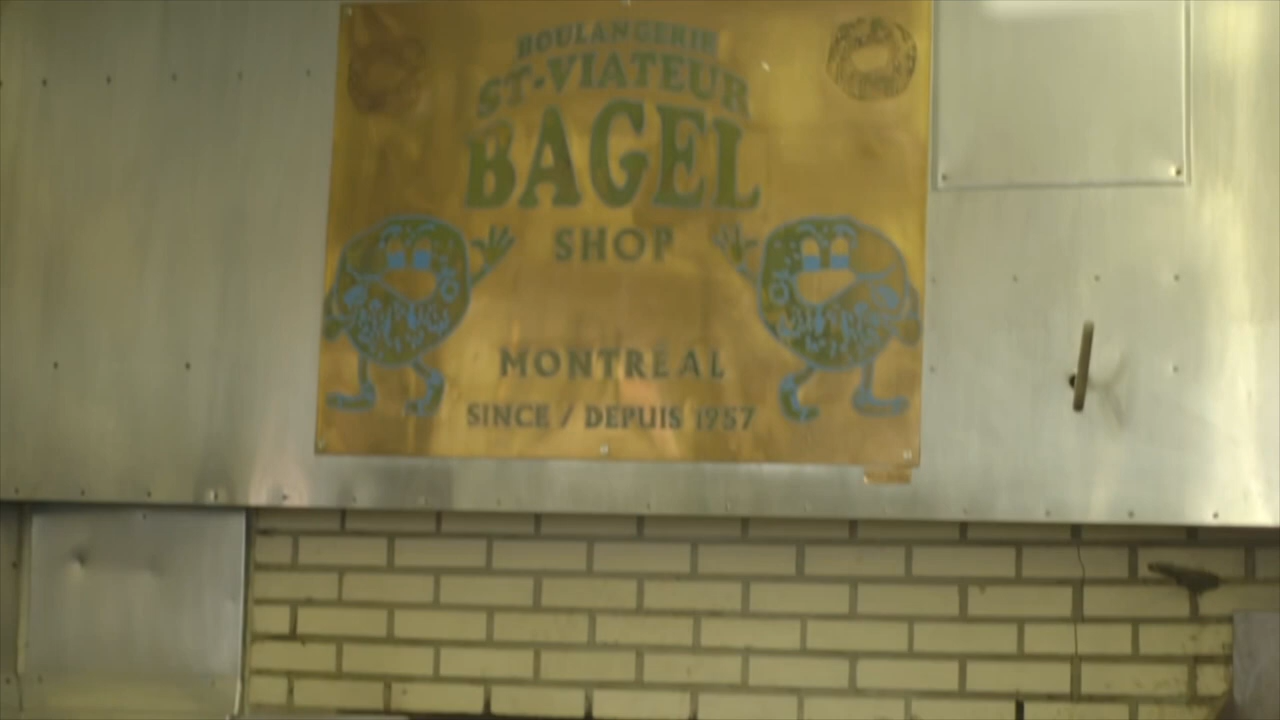 BOULANGERIE
ST-VIATEUR
BAGEL
SHOP
MONTRÉAL
SINCE / DEPUIS 1957